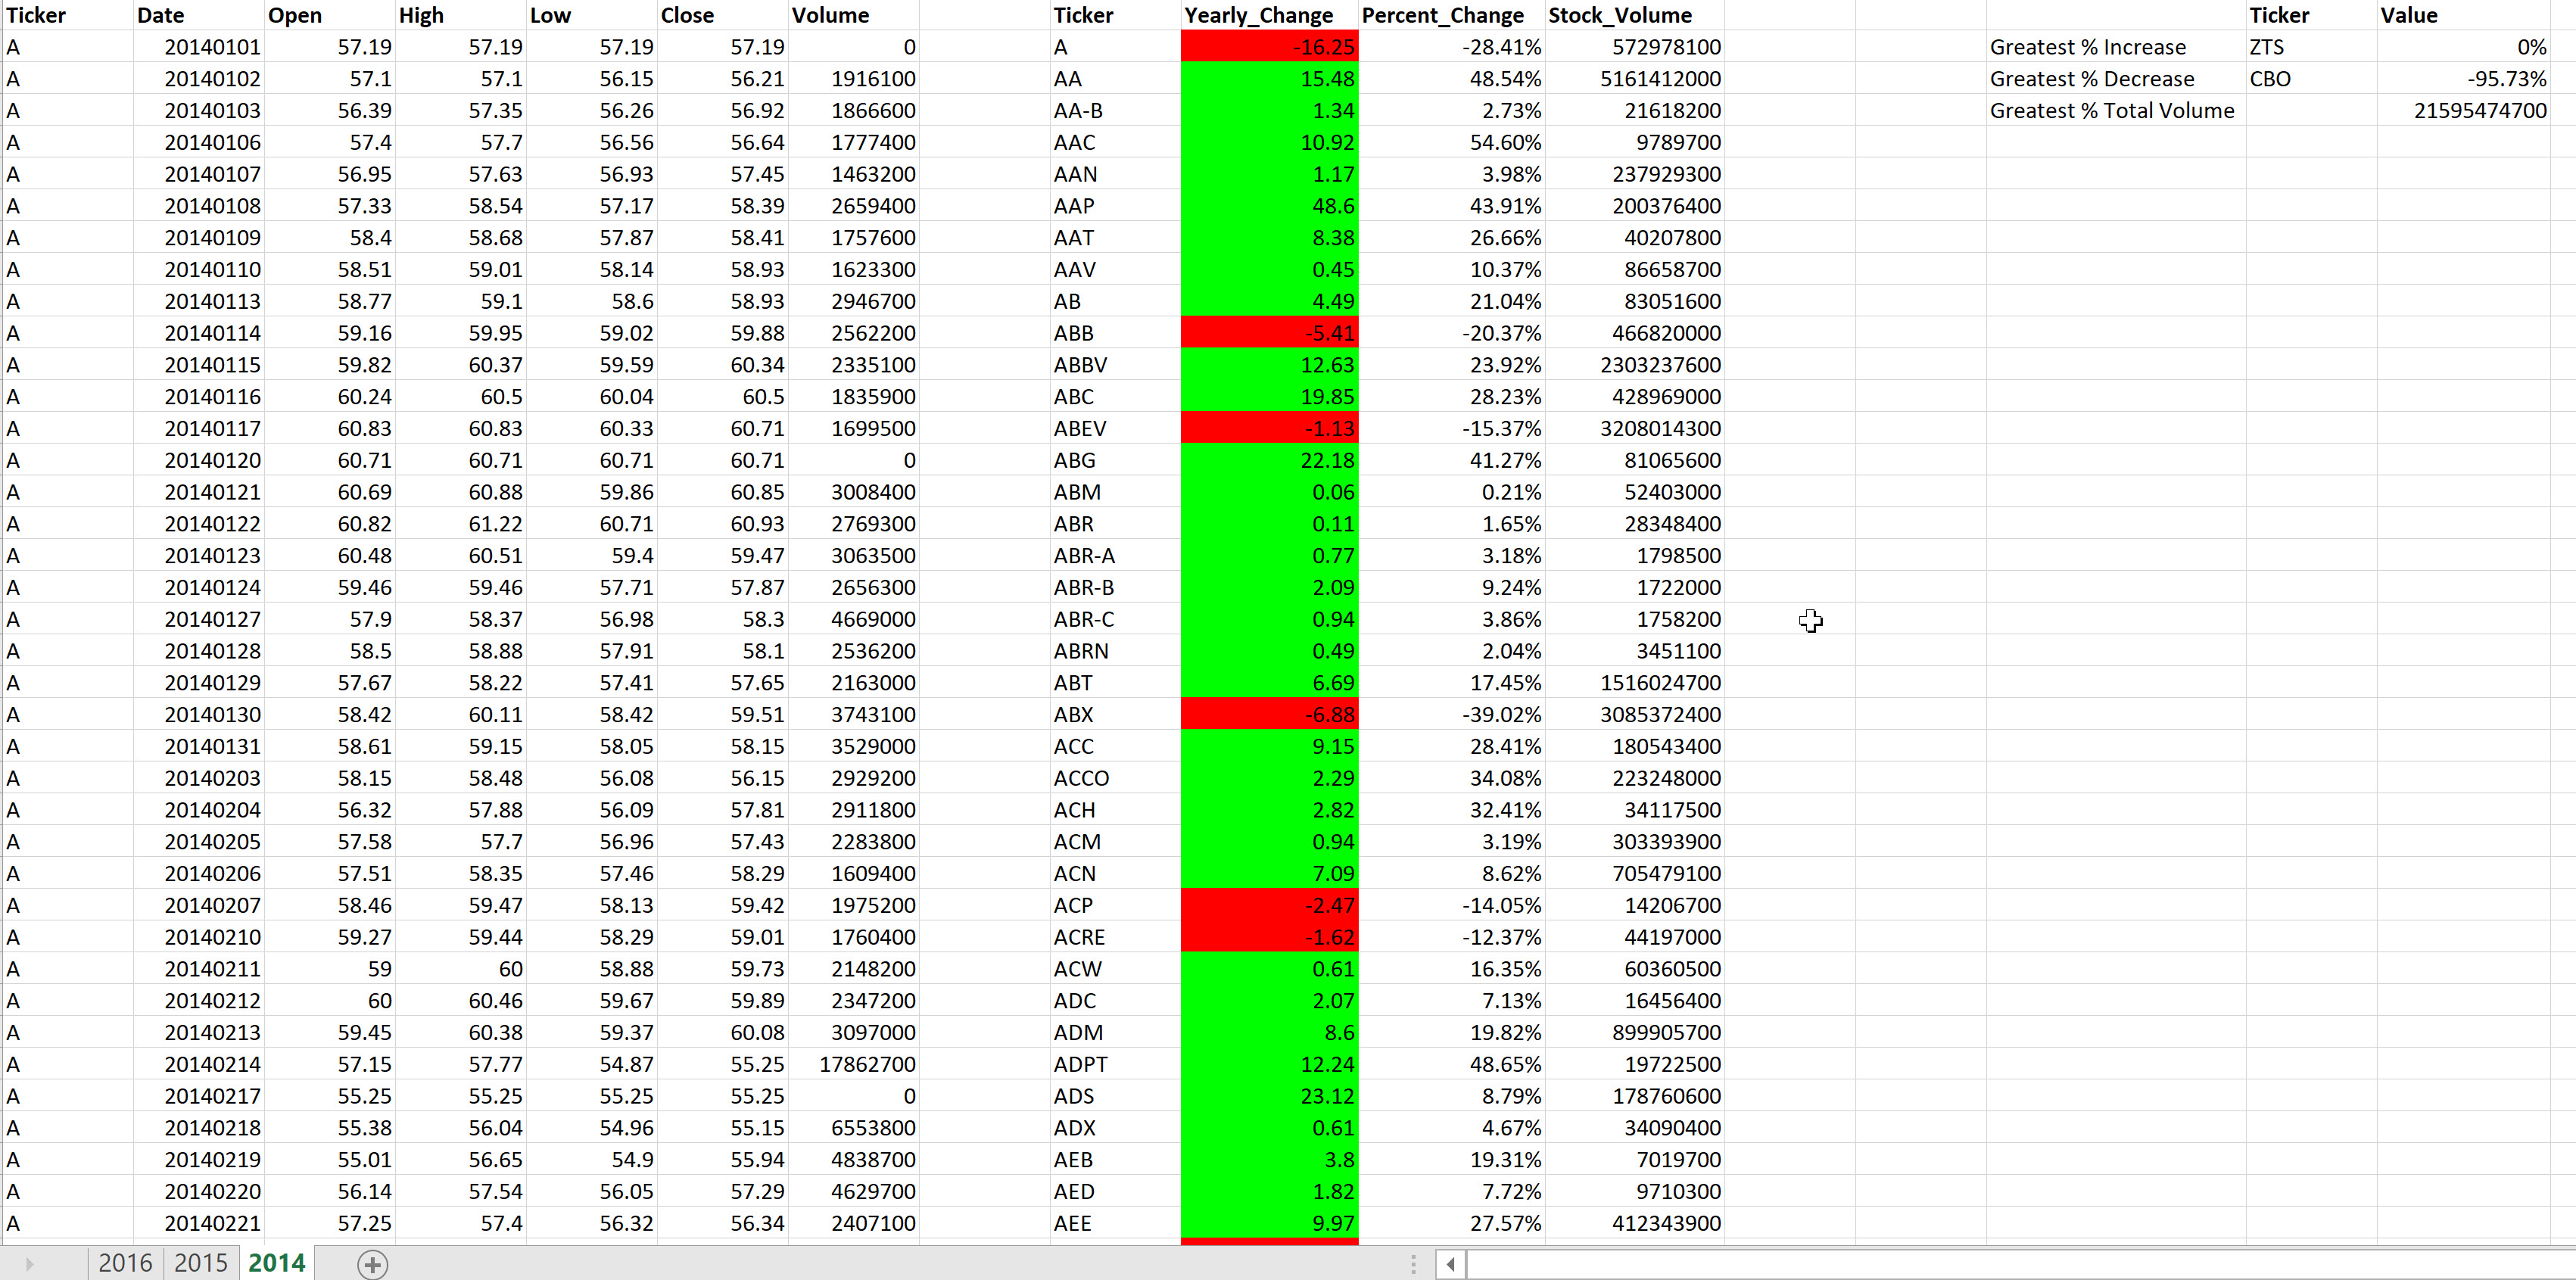 Ticker Date Open High Low Close Volume Ticker Yearly_Change Percent_Change Stock_Volume Ticker Value
A 20140101 57.19 57.19 57.19 57.19 0 A -16.25 -28.41% 572978100 Greatest % Increase ZTS 0%
A 20140102 57.1 57.1 56.15 56.21 1916100 AA 15.48 48.54% 5161412000 Greatest % Decrease CBO -95.73%
A 20140103 56.39 57.35 56.26 56.92 1866600 AA-B 1.34 2.73% 21618200 Greatest % Total Volume 21595474700
A 20140106 57.4 57.7 56.56 56.64 1777400 AAC 10.92 54.60% 9789700
A 20140107 56.95 57.63 56.93 57.45 1463200 AAN 1.17 3.98% 237929300
A 20140108 57.33 58.54 57.17 58.39 2659400 AAP 48.6 43.91% 200376400
A 20140109 58.4 58.68 57.87 58.41 1757600 AAT 8.38 26.66% 40207800
A 20140110 58.51 59.01 58.14 58.93 1623300 AAV 0.45 10.37% 86658700
A 20140113 58.77 59.1 58.6 58.93 2946700 AB 4.49 21.04% 83051600
A 20140114 59.16 59.95 59.02 59.88 2562200 ABB -5.41 -20.37% 466820000
A 20140115 59.82 60.37 59.59 60.34 2335100 ABBV 12.63 23.92% 2303237600
A 20140116 60.24 60.5 60.04 60.5 1835900 ABC 19.85 28.23% 428969000
A 20140117 60.83 60.83 60.33 60.71 1699500 ABEV -1.13 -15.37% 3208014300
A 20140120 60.71 60.71 60.71 60.71 0 ABG 22.18 41.27% 81065600
A 20140121 60.69 60.88 59.86 60.85 3008400 ABM 0.06 0.21% 52403000
A 20140122 60.82 61.22 60.71 60.93 2769300 ABR 0.11 1.65% 28348400
A 20140123 60.48 60.51 59.4 59.47 3063500 ABR-A 0.77 3.18% 1798500
A 20140124 59.46 59.46 57.71 57.87 2656300 ABR-B 2.09 9.24% 1722000
A 20140127 57.9 58.37 56.98 58.3 4669000 ABR-C 0.94 3.86% 1758200
A 20140128 58.5 58.88 57.91 58.1 2536200 ABRN 0.49 2.04% 3451100
A 20140129 57.67 58.22 57.41 57.65 2163000 ABT 6.69 17.45% 1516024700
A 20140130 58.42 60.11 58.42 59.51 3743100 ABX -6.88 -39.02% 3085372400
A 20140131 58.61 59.15 58.05 58.15 3529000 ACC 9.15 28.41% 180543400
A 20140203 58.15 58.48 56.08 56.15 2929200 ACCO 2.29 34.08% 223248000
A 20140204 56.32 57.88 56.09 57.81 2911800 ACH 2.82 32.41% 34117500
A 20140205 57.58 57.7 56.96 57.43 2283800 ACM 0.94 3.19% 303393900
A 20140206 57.51 58.35 57.46 58.29 1609400 ACN 7.09 8.62% 705479100
A 20140207 58.46 59.47 58.13 59.42 1975200 ACP -2.47 -14.05% 14206700
A 20140210 59.27 59.44 58.29 59.01 1760400 ACRE -1.62 -12.37% 44197000
A 20140211 59 60 58.88 59.73 2148200 ACW 0.61 16.35% 60360500
A 20140212 60 60.46 59.67 59.89 2347200 ADC 2.07 7.13% 16456400
A 20140213 59.45 60.38 59.37 60.08 3097000 ADM 8.6 19.82% 899905700
A 20140214 57.15 57.77 54.87 55.25 17862700 ADPT 12.24 48.65% 19722500
A 20140217 55.25 55.25 55.25 55.25 0 ADS 23.12 8.79% 178760600
A 20140218 55.38 56.04 54.96 55.15 6553800 ADX 0.61 4.67% 34090400
A 20140219 55.01 56.65 54.9 55.94 4838700 AEB 3.8 19.31% 7019700
A 20140220 56.14 57.54 56.05 57.29 4629700 AED 1.82 7.72% 9710300
A 20140221 57.25 57.4 56.32 56.34 2407100 AEE 9.97 27.57% 412343900
2016 2015 2014